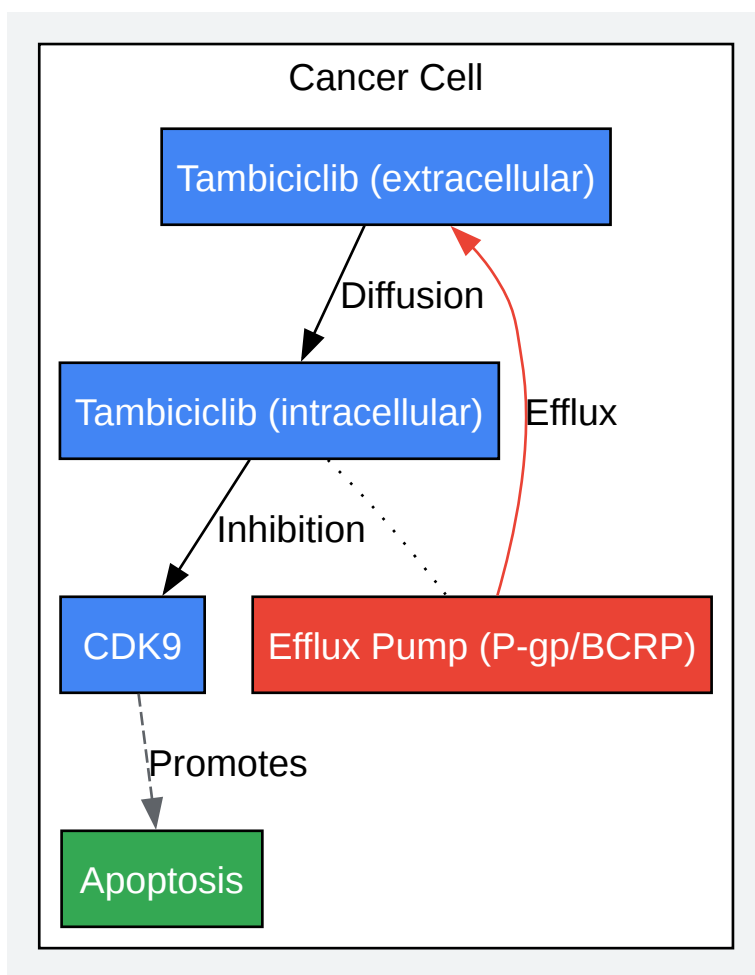 Cancer Cell
Tambiciclib (extracellular)
Diffusion
Tambiciclib (intracellular)
Efflux
Inhibition
CDK9
Efflux Pump (P-gp/BCRP)
Promotes
Apoptosis